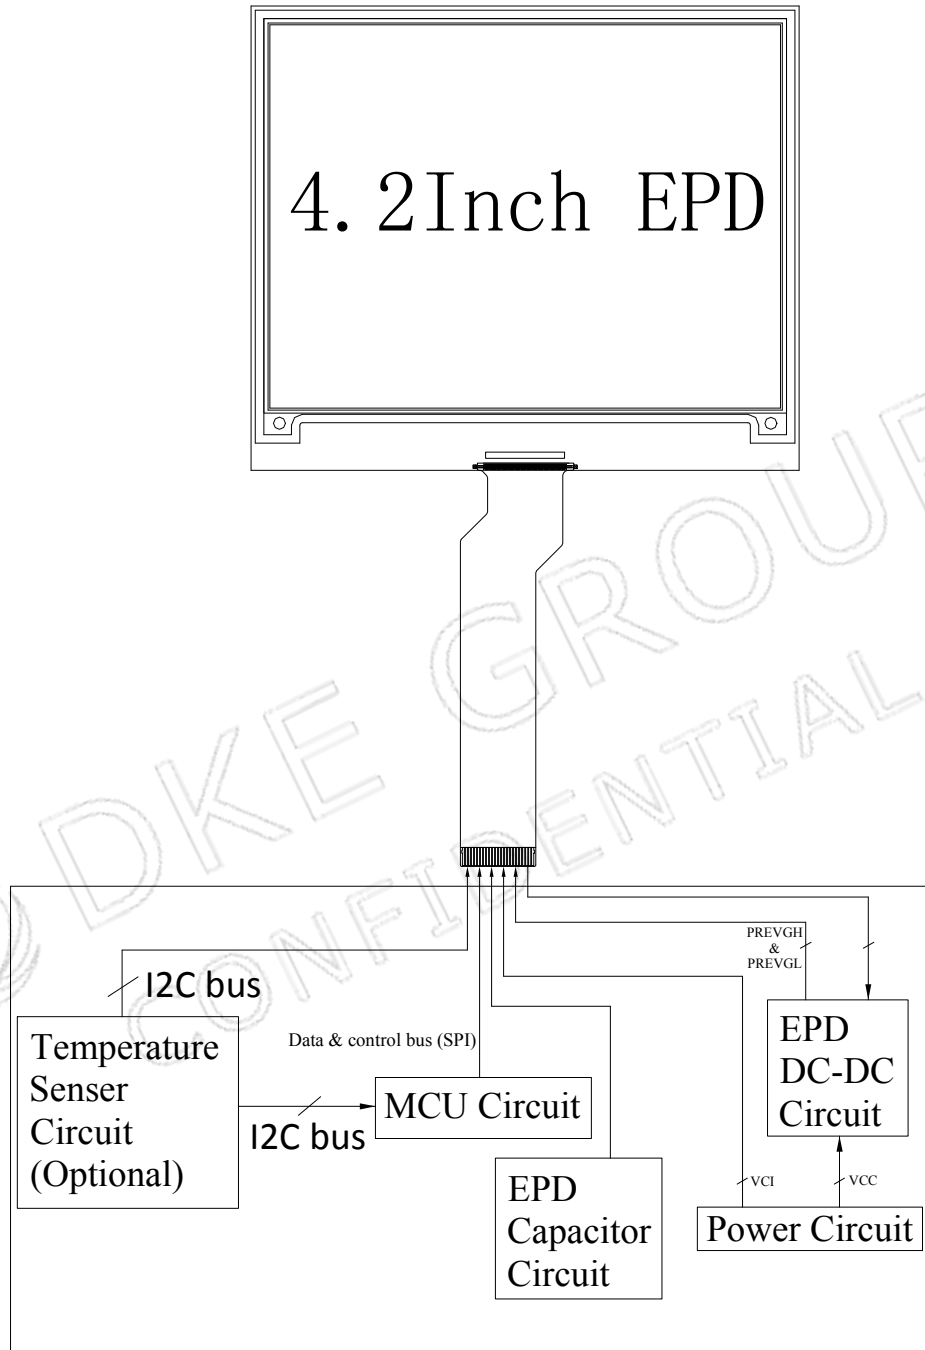 4.2Inch EPD
DKE GROUP
CONFIDENTIAL
PREVGH
&
PREVGL
I2C bus
Temperature
Senser
Circuit
(Optional)
Data & control bus (SPI)
MCU Circuit
I2C bus
EPD
DC-DC
Circuit
EPD
Capacitor
Circuit
VCI
VCC
Power Circuit